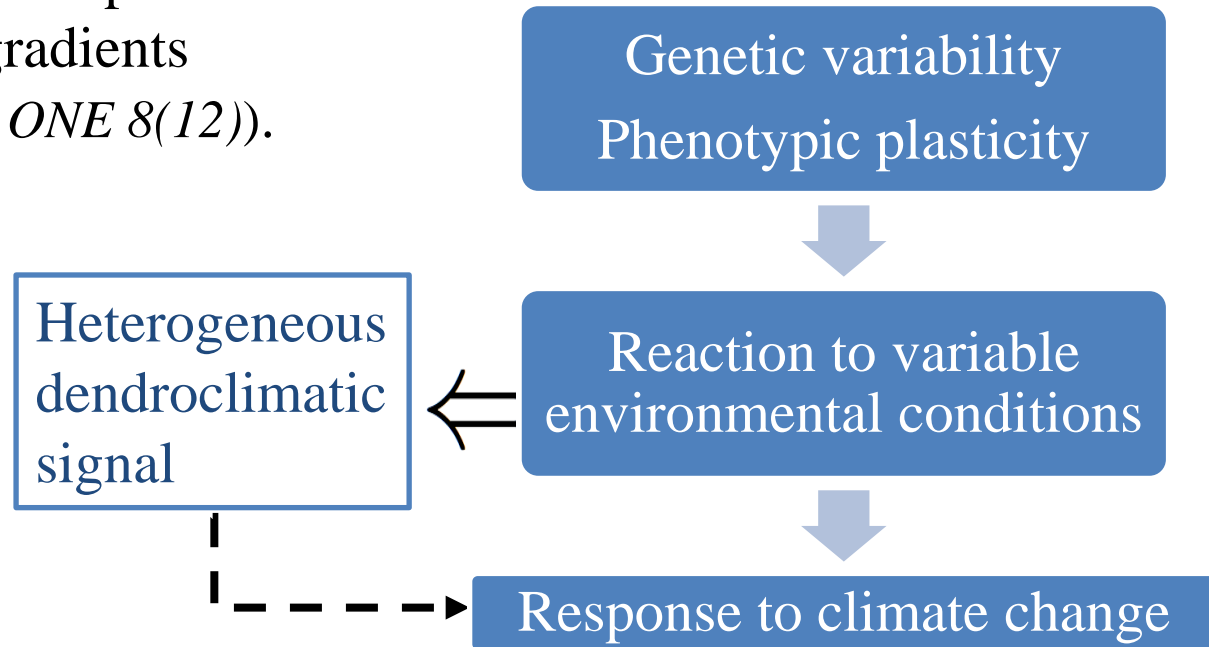 gradients
ONE 8(12)).
Genetic variability
Phenotypic plasticity
Heterogeneous
dendroclimatic
signal
Reaction to variable
environmental conditions
Response to climate change